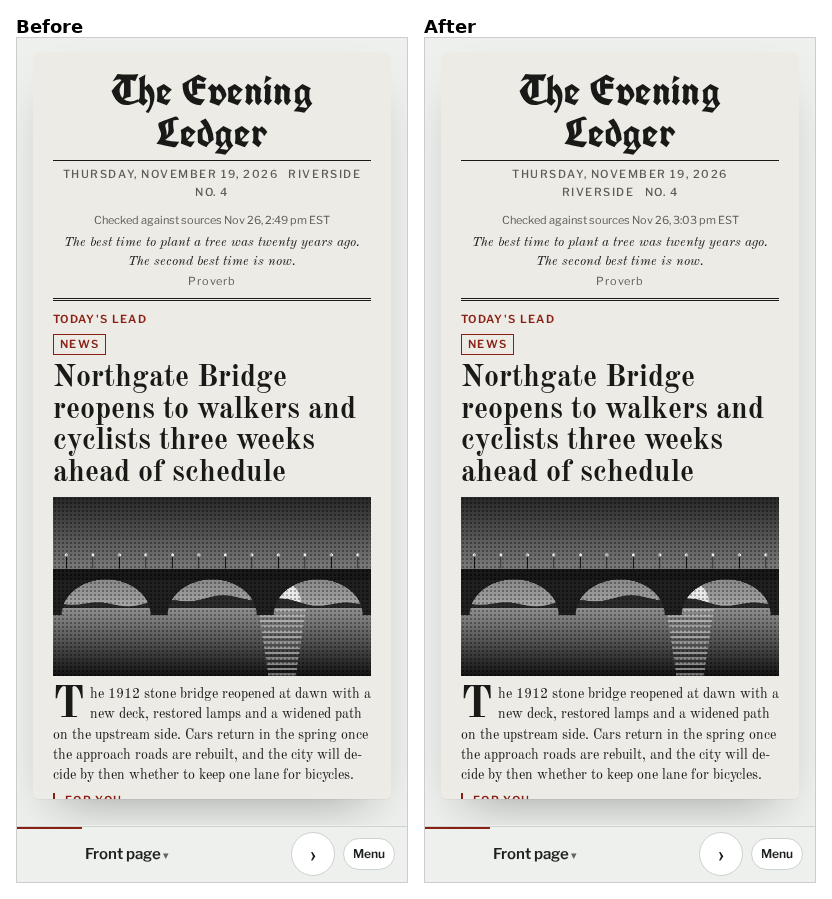 Before
The Evening
Ledger
THURSDAY, NOVEMBER 19, 2026 RIVERSIDE
NO. 4
Checked against sources Nov 26, 2:49 pm EST
The best time to plant a tree was twenty years ago.
The second best time is now.
Proverb
TODAY'S LEAD
NEWS
Northgate Bridge
reopens to walkers and
cyclists three weeks
ahead of schedule
The 1912 stone bridge reopened at dawn with a
new deck, restored lamps and a widened path
on the upstream side. Cars return in the spring once
the approach roads are rebuilt, and the city will de-
cide by then whether to keep one lane for bicycles.
FOR YOU
Front page ▾
›
Menu
After
The Evening
Ledger
THURSDAY, NOVEMBER 19, 2026
RIVERSIDE NO. 4
Checked against sources Nov 26, 3:03 pm EST
The best time to plant a tree was twenty years ago.
The second best time is now.
Proverb
TODAY'S LEAD
NEWS
Northgate Bridge
reopens to walkers and
cyclists three weeks
ahead of schedule
The 1912 stone bridge reopened at dawn with a
new deck, restored lamps and a widened path
on the upstream side. Cars return in the spring once
the approach roads are rebuilt, and the city will de-
cide by then whether to keep one lane for bicycles.
FOR YOU
Front page ▾
›
Menu